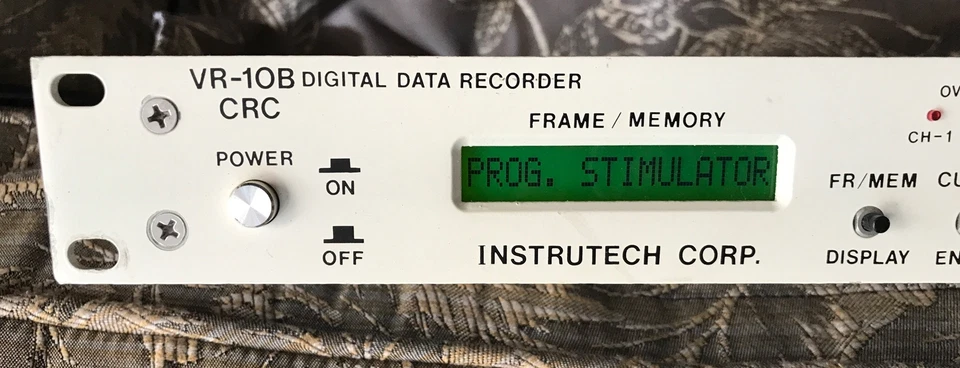 VR-10B DIGITAL DATA RECORDER
CRC
POWER
ON
OFF
FRAME / MEMORY
PROG. STIMULATOR
INSTRUTECH CORP.
CH-1
FR/MEM
DISPLAY